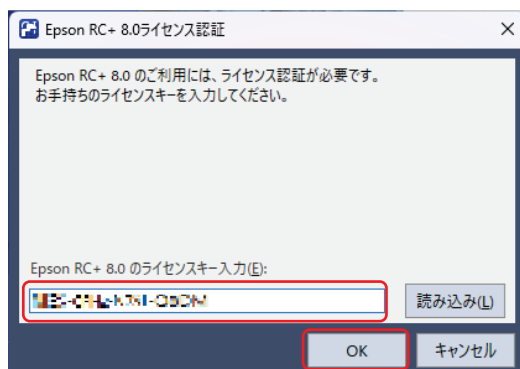 Epson RC+ 8.0ライセンス認証
Epson RC+ 8.0 のご利用には、ライセンス認証が必要です。
お手持ちのライセンスキーを入力してください。
Epson RC+ 8.0 のライセンスキー入力(E):
読み込み(L)
OK
キャンセル